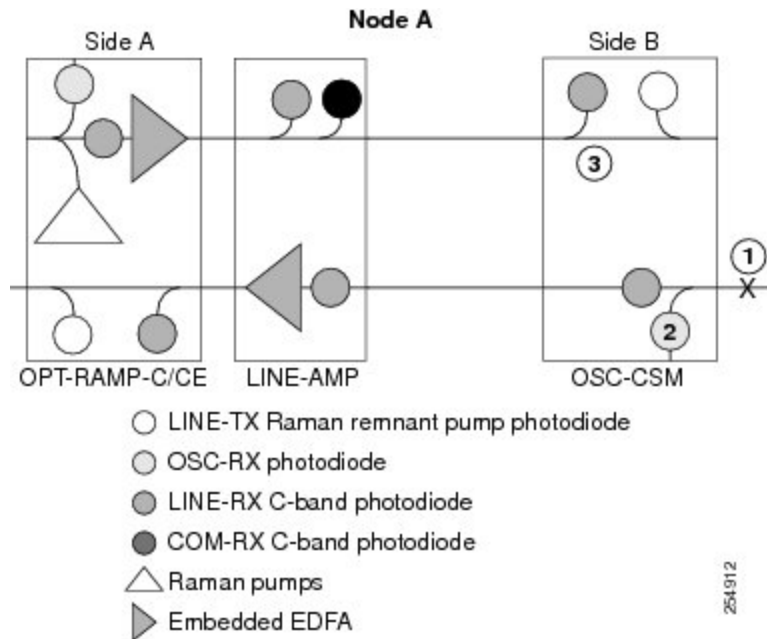 Node A
Side A
Side B
3
1
X
2
OPT-RAMP-C/CE
LINE-AMP
OSC-CSM
LINE-TX Raman remnant pump photodiode
OSC-RX photodiode
LINE-RX C-band photodiode
COM-RX C-band photodiode
Raman pumps
Embedded EDFA
254912